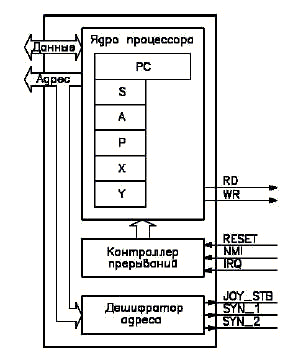 Ядро процессора
Данные
Адрес
PC
S
A
P
X
Y
RD
WR
Контроллер
прерываний
RESET
NMI
IRQ
Дешифратор
адреса
JOY_STB
SYN_1
SYN_2